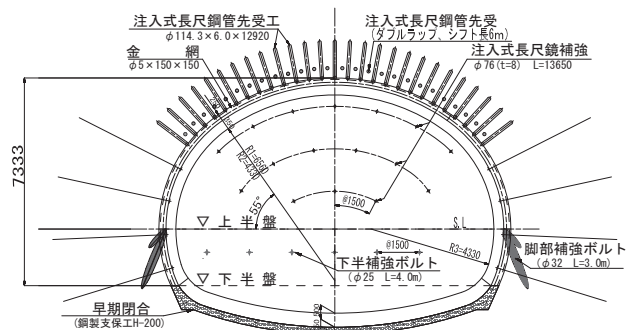 注入式長尺鋼管先受工
φ114.3×6.0×12920
金　網
φ5×150×150
注入式長尺鋼管先受
(ダブルラップ、シフト長6m)
注入式長尺鏡補強
φ76(t=8)　L=13650
7333
R1=6560
R2=4330
55°
@1500
▽ 上 半 盤
S.L
@1500
R3=4330
▽ 下 半 盤
下半補強ボルト
(φ25　L=4.0m)
脚部補強ボルト
(φ32　L=3.0m)
早期閉合
(鋼製支保工H-200)